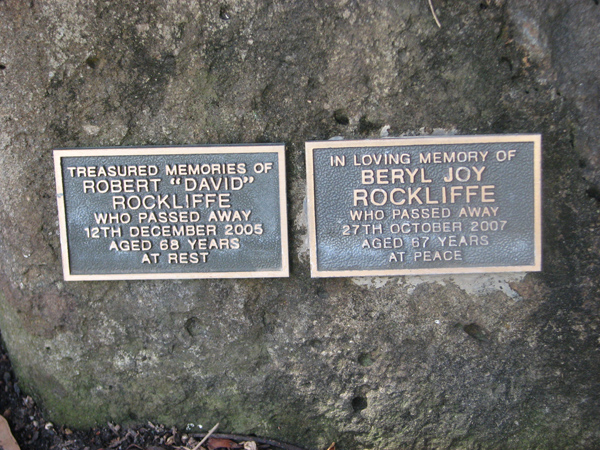 TREASURED MEMORIES OF
ROBERT "DAVID"
ROCKLIFFE
WHO PASSED AWAY
12TH DECEMBER 2005
AGED 68 YEARS
AT REST
IN LOVING MEMORY OF
BERYL JOY
ROCKLIFFE
WHO PASSED AWAY
27TH OCTOBER 2007
AGED 67 YEARS
AT PEACE